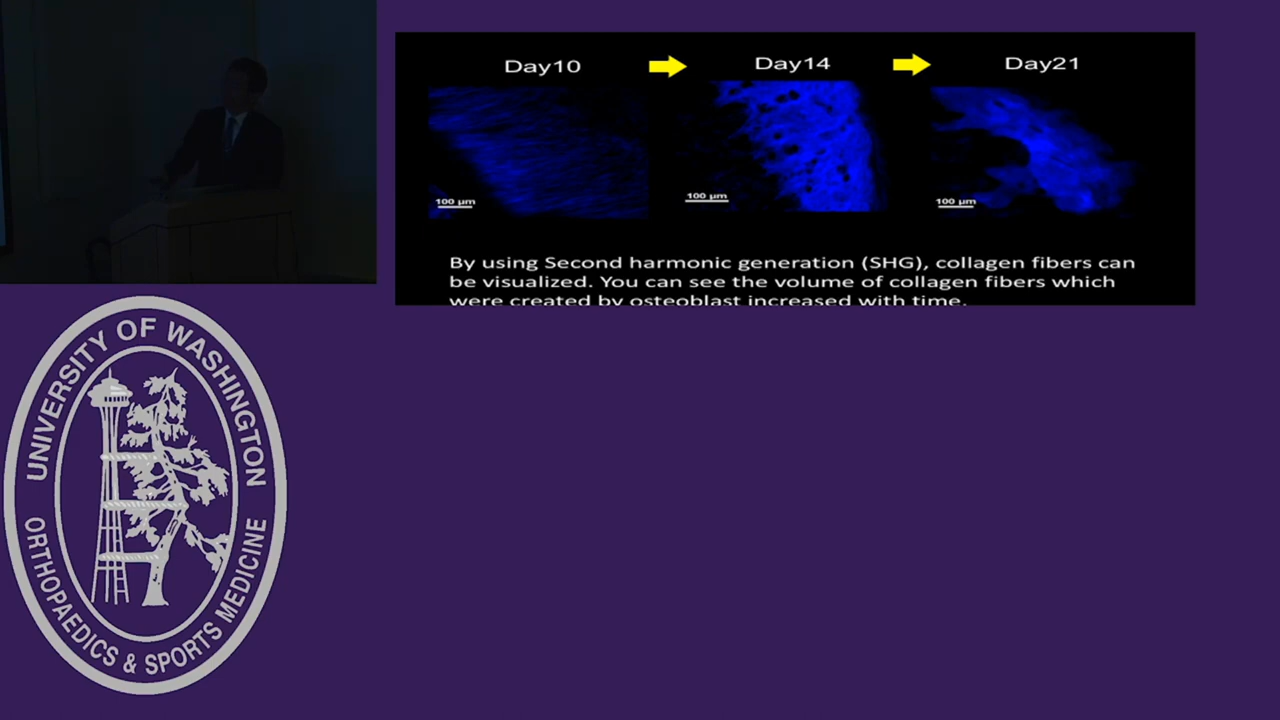 Day10
Day14
Day21
100 µm
100 µm
100 µm
By using Second harmonic generation (SHG), collagen fibers can
be visualized. You can see the volume of collagen fibers which
were created by osteoblast increased with time.
UNIVERSITY OF WASHINGTON
ORTHOPAEDICS & SPORTS MEDICINE